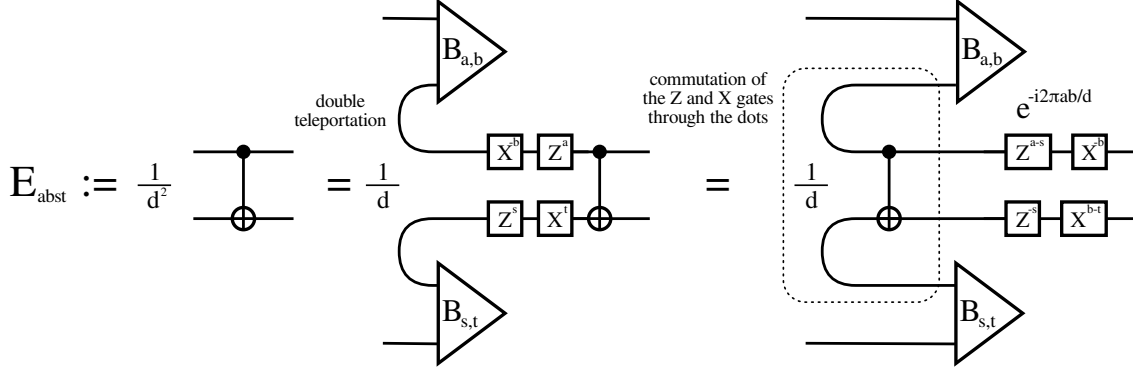 E_abst := 1/d²
double
teleportation
B_a,b
= 1/d
X^-b Z^a
Z^s X^t
B_s,t
=
commutation of
the Z and X gates
through the dots
B_a,b
e^-i2πab/d
1/d
Z^a-s X^-b
Z^-s X^b-t
B_s,t